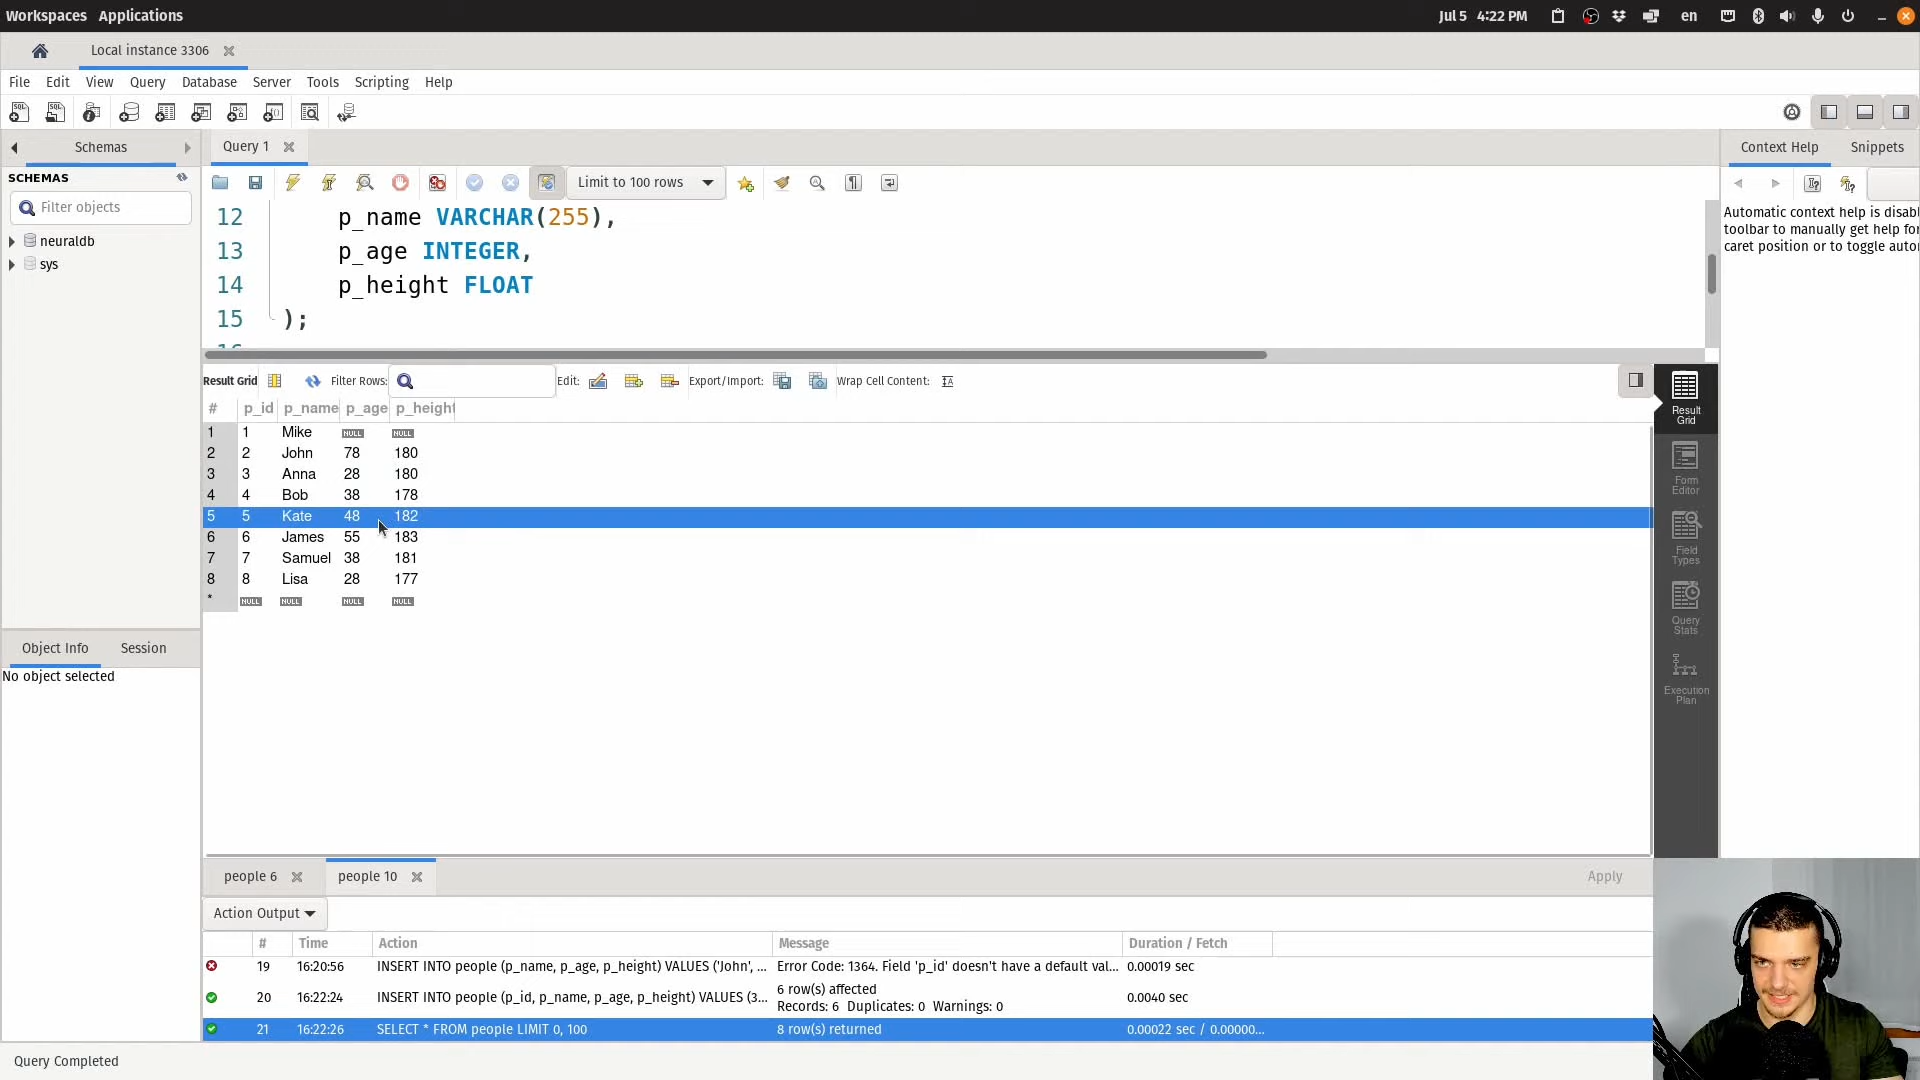 Workspaces Applications
Jul 5 4:22 PM
en
Local instance 3306
File Edit View Query Database Server Tools Scripting Help
Schemas
Query 1
Context Help Snippets
SCHEMAS
Limit to 100 rows
Filter objects
neuraldb
sys
12 p_name VARCHAR(255),
13 p_age INTEGER,
14 p_height FLOAT
15 );
Automatic context help is disabl
toolbar to manually get help for
caret position or to toggle auto
Result Grid Filter Rows: Edit: Export/Import: Wrap Cell Content:
# p_id p_name p_age p_height
1 1 Mike NULL NULL
2 2 John 78 180
3 3 Anna 28 180
4 4 Bob 38 178
5 5 Kate 48 182
6 6 James 55 183
7 7 Samuel 38 181
8 8 Lisa 28 177
* NULL NULL NULL NULL
Result
Grid
Form
Editor
Field
Types
Query
Stats
Execution
Plan
Object Info Session
No object selected
people 6 people 10 Apply
Action Output
# Time Action Message Duration / Fetch
19 16:20:56 INSERT INTO people (p_name, p_age, p_height) VALUES ('John', ... Error Code: 1364. Field 'p_id' doesn't have a default val... 0.00019 sec
20 16:22:24 INSERT INTO people (p_id, p_name, p_age, p_height) VALUES (3... 6 row(s) affected
Records: 6 Duplicates: 0 Warnings: 0 0.0040 sec
21 16:22:26 SELECT * FROM people LIMIT 0, 100 8 row(s) returned 0.00022 sec / 0.00000...
Query Completed